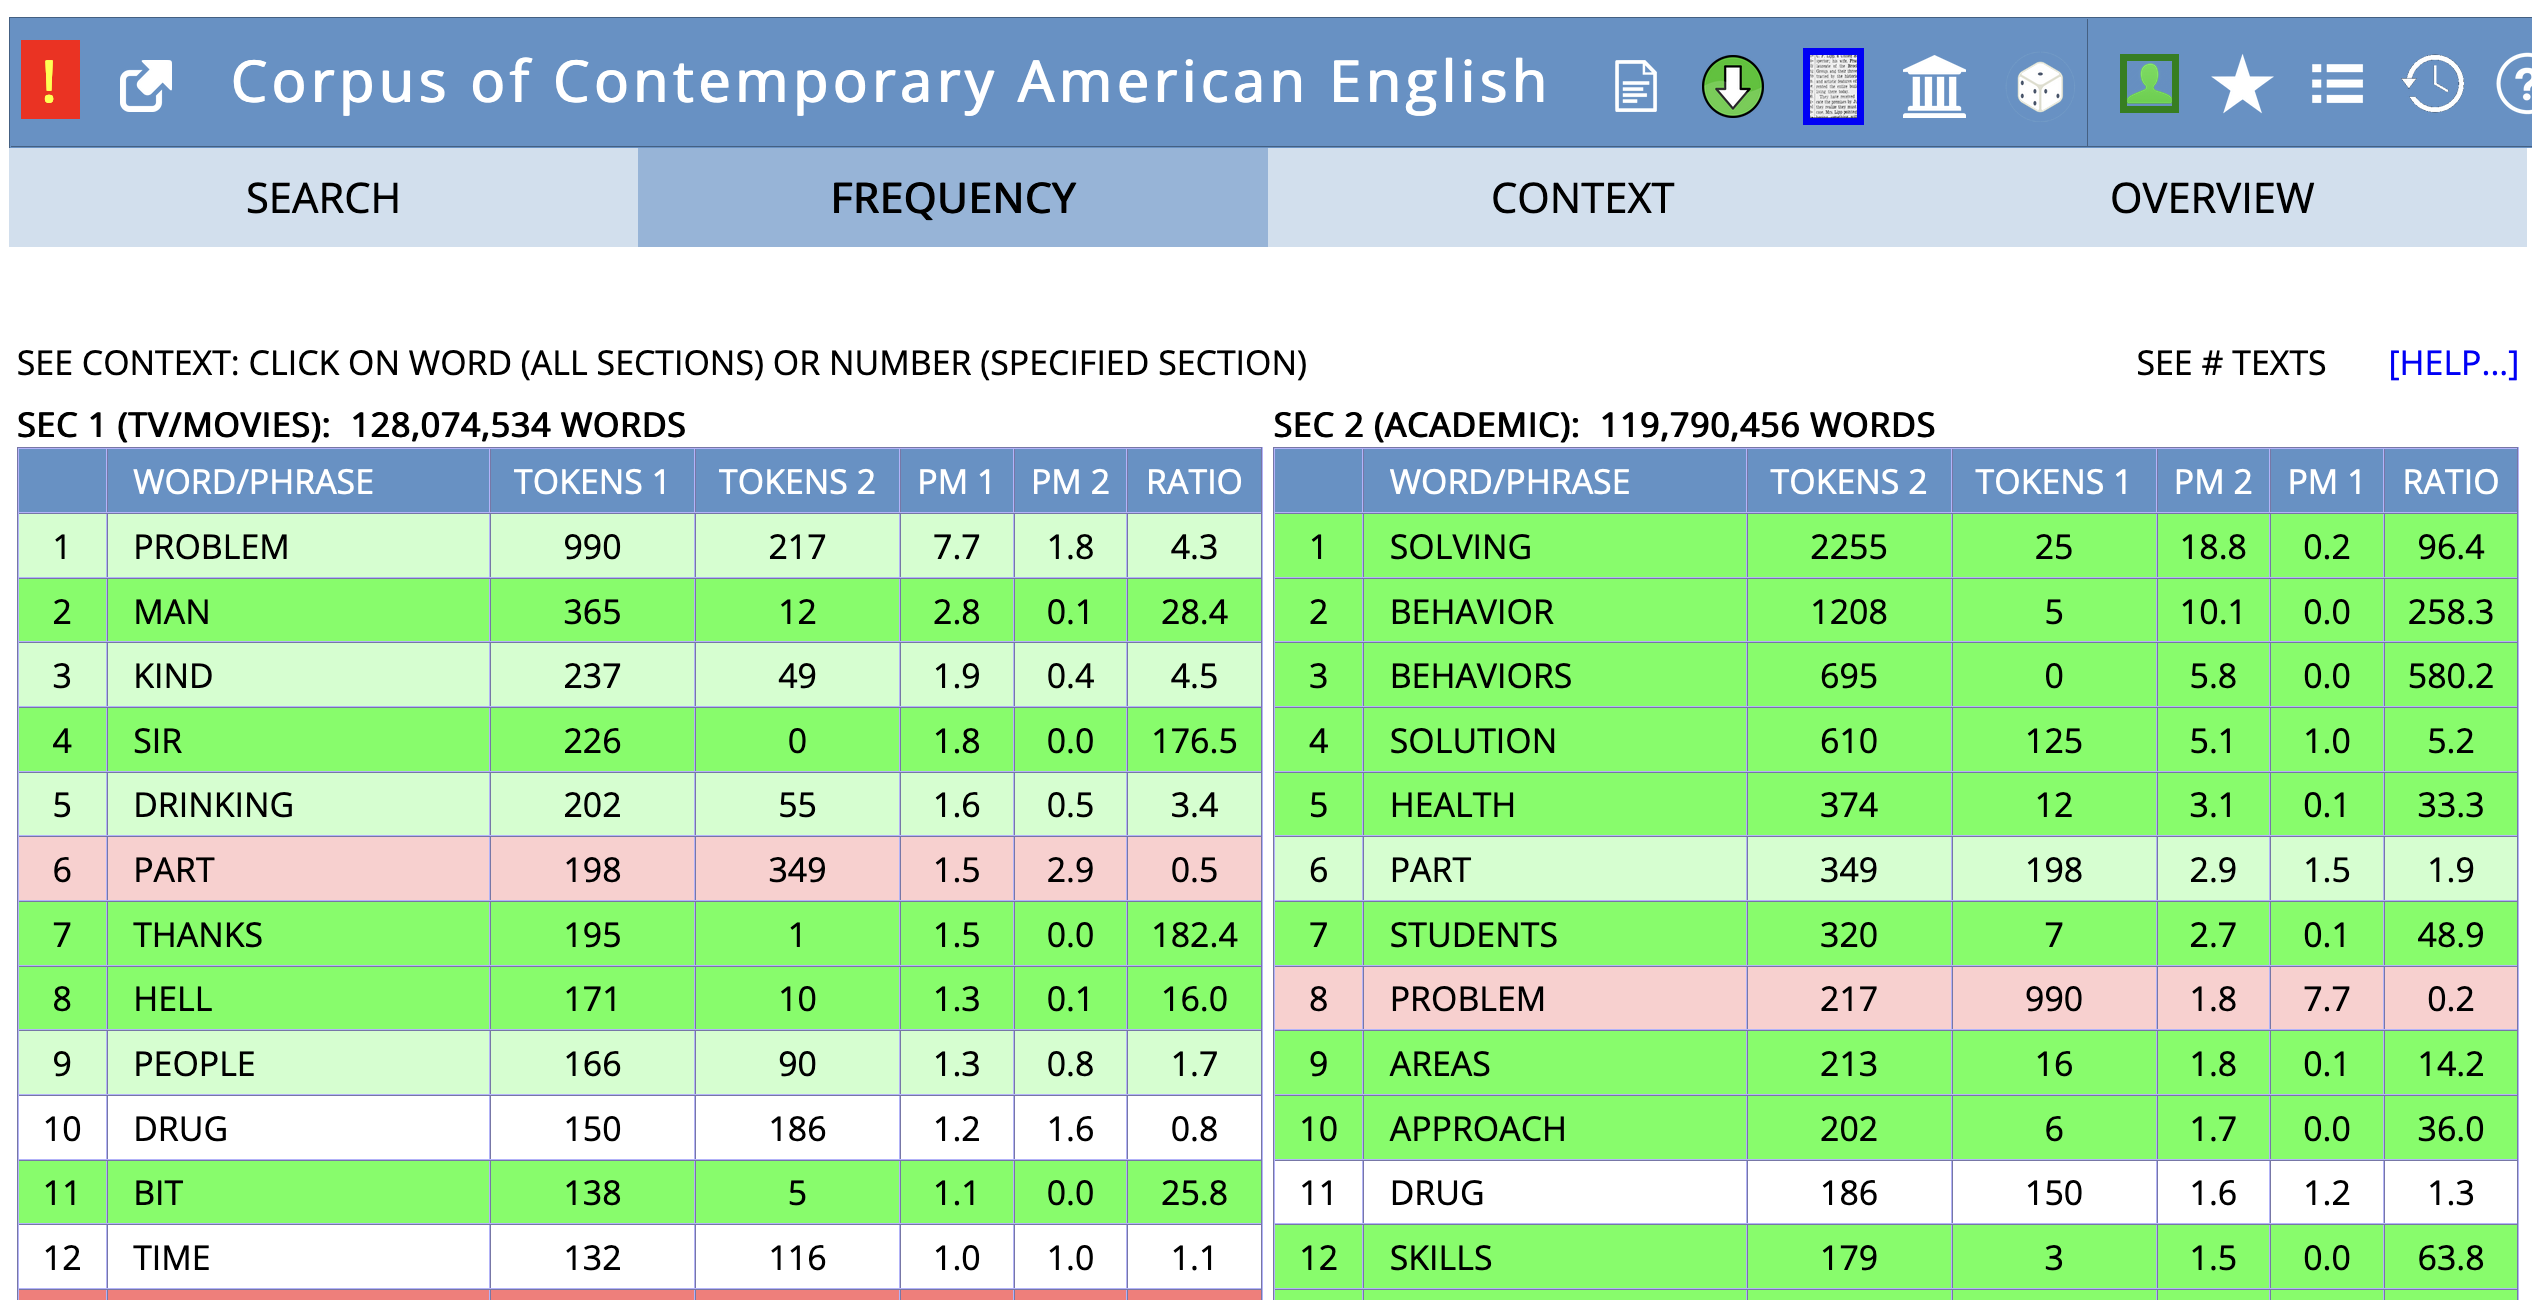 ! Corpus of Contemporary American English
SEARCH FREQUENCY CONTEXT OVERVIEW
SEE CONTEXT: CLICK ON WORD (ALL SECTIONS) OR NUMBER (SPECIFIED SECTION) SEE # TEXTS [HELP...]
SEC 1 (TV/MOVIES): 128,074,534 WORDS
WORD/PHRASE TOKENS 1 TOKENS 2 PM 1 PM 2 RATIO
1 PROBLEM 990 217 7.7 1.8 4.3
2 MAN 365 12 2.8 0.1 28.4
3 KIND 237 49 1.9 0.4 4.5
4 SIR 226 0 1.8 0.0 176.5
5 DRINKING 202 55 1.6 0.5 3.4
6 PART 198 349 1.5 2.9 0.5
7 THANKS 195 1 1.5 0.0 182.4
8 HELL 171 10 1.3 0.1 16.0
9 PEOPLE 166 90 1.3 0.8 1.7
10 DRUG 150 186 1.2 1.6 0.8
11 BIT 138 5 1.1 0.0 25.8
12 TIME 132 116 1.0 1.0 1.1
SEC 2 (ACADEMIC): 119,790,456 WORDS
WORD/PHRASE TOKENS 2 TOKENS 1 PM 2 PM 1 RATIO
1 SOLVING 2255 25 18.8 0.2 96.4
2 BEHAVIOR 1208 5 10.1 0.0 258.3
3 BEHAVIORS 695 0 5.8 0.0 580.2
4 SOLUTION 610 125 5.1 1.0 5.2
5 HEALTH 374 12 3.1 0.1 33.3
6 PART 349 198 2.9 1.5 1.9
7 STUDENTS 320 7 2.7 0.1 48.9
8 PROBLEM 217 990 1.8 7.7 0.2
9 AREAS 213 16 1.8 0.1 14.2
10 APPROACH 202 6 1.7 0.0 36.0
11 DRUG 186 150 1.6 1.2 1.3
12 SKILLS 179 3 1.5 0.0 63.8